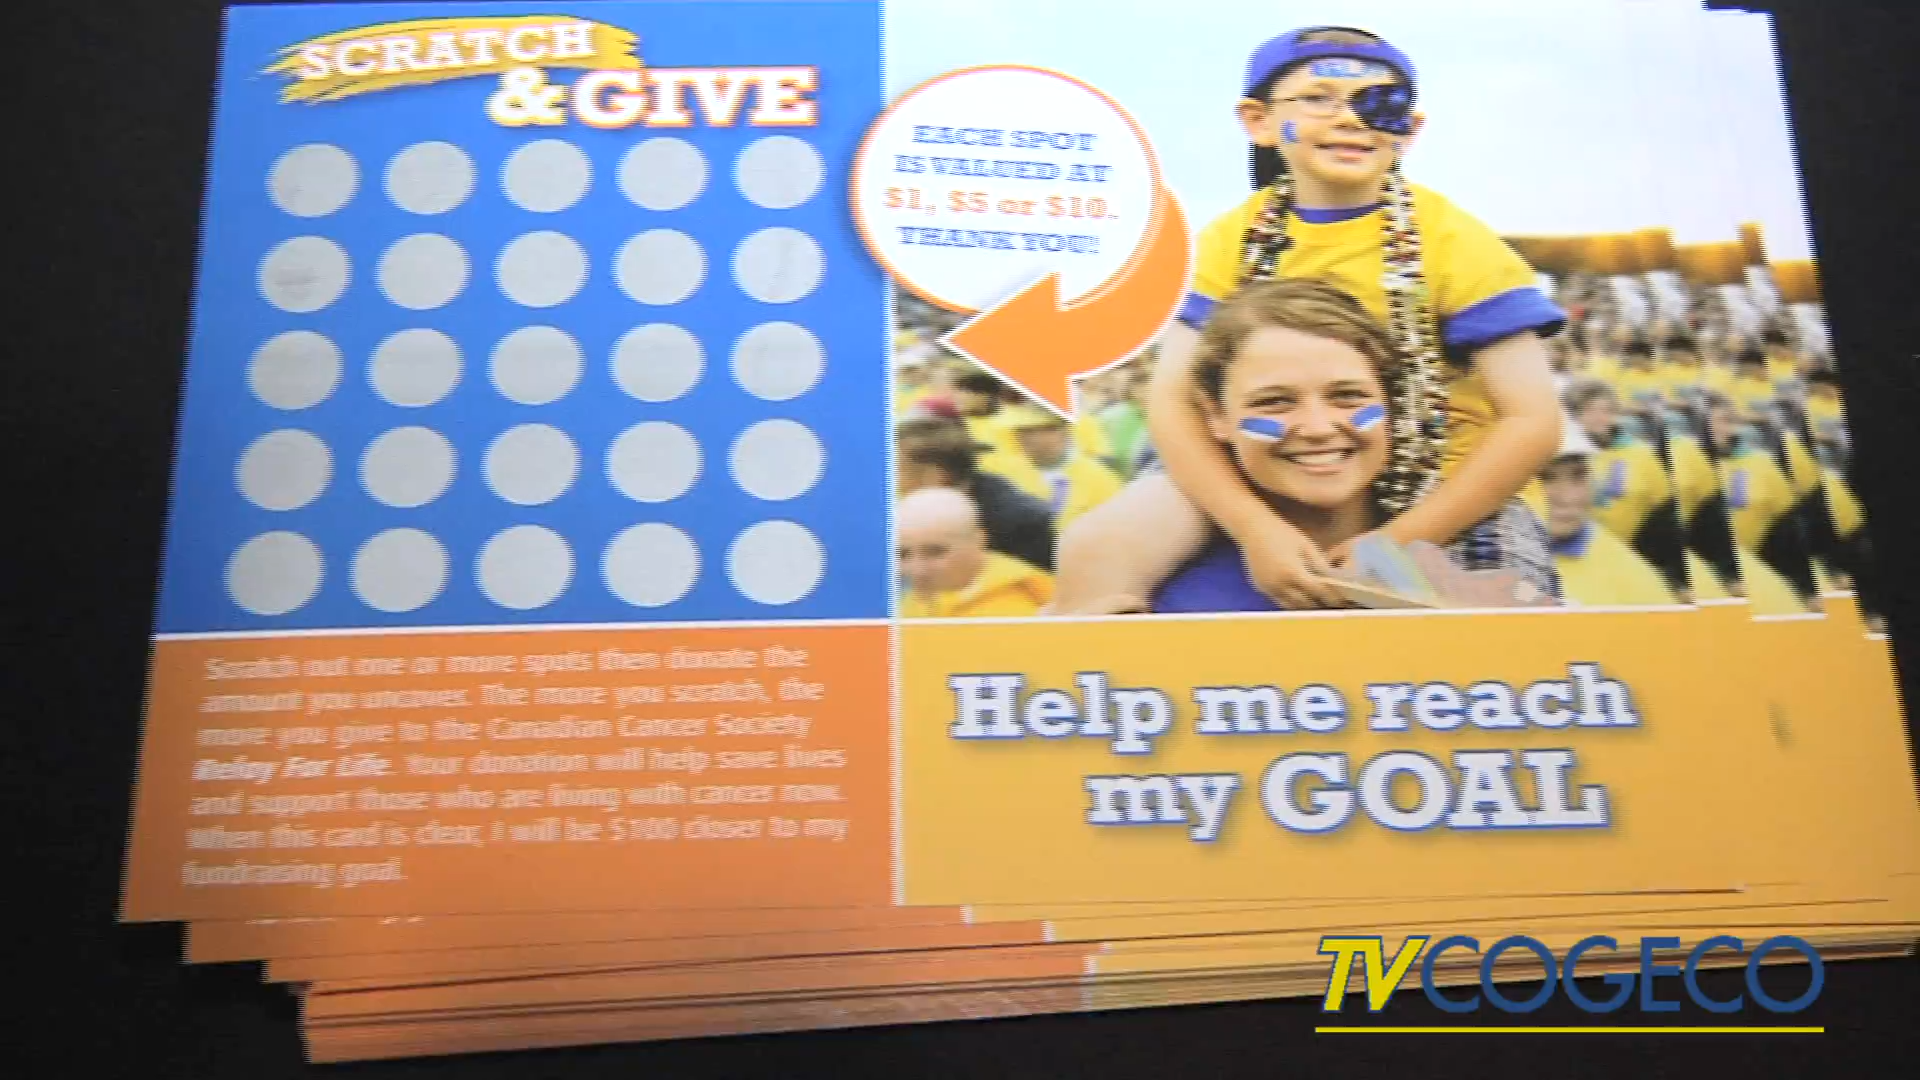 SCRATCH
& GIVE
EACH SPOT
IS VALUED AT
$1, $5 or $10.
THANK YOU!
Scratch out one or more spots then donate the
amount you uncover. The more you scratch, the
more you give to the Canadian Cancer Society
Relay For Life. Your donation will help save lives
and support those who are living with cancer now.
When this card is clear, I will be $100 closer to my
fundraising goal.
Help me reach
my GOAL
TVCOGECO